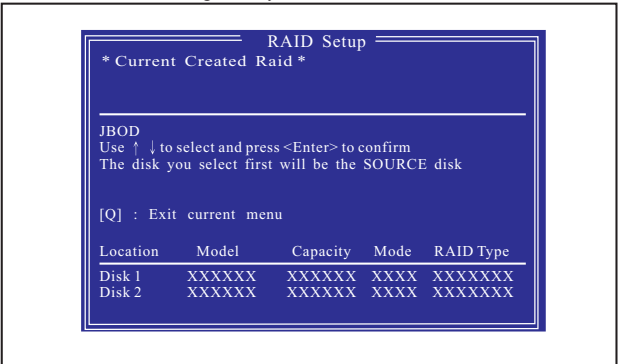 RAID Setup
* Current Created Raid *
JBOD
Use ↑ ↓ to select and press <Enter> to confirm
The disk you select first will be the SOURCE disk
[Q] : Exit current menu
Location Model Capacity Mode RAID Type
Disk 1 XXXXXX XXXXXX XXXX XXXXXXX
Disk 2 XXXXXX XXXXXX XXXX XXXXXXX